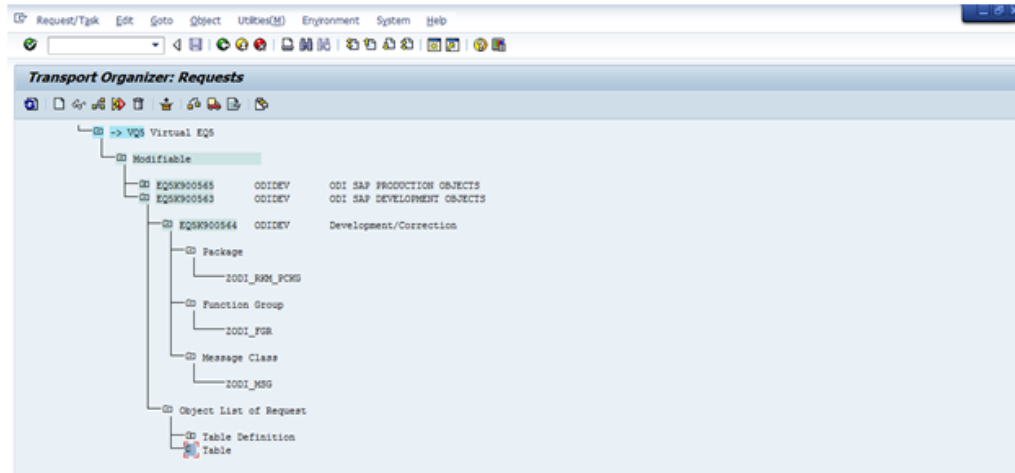 Request/Task Edit Goto Object Utilities(M) Environment System Help
Transport Organizer: Requests
-> VQ5 Virtual EQ5
Modifiable
EQ5K900565 ODIDEV ODI SAP PRODUCTION OBJECTS
EQ5K900563 ODIDEV ODI SAP DEVELOPMENT OBJECTS
EQ5K900564 ODIDEV Development/Correction
Package
ZODI_RKM_PCKG
Function Group
ZODI_FGR
Message Class
ZODI_MSG
Object List of Request
Table Definition
Table